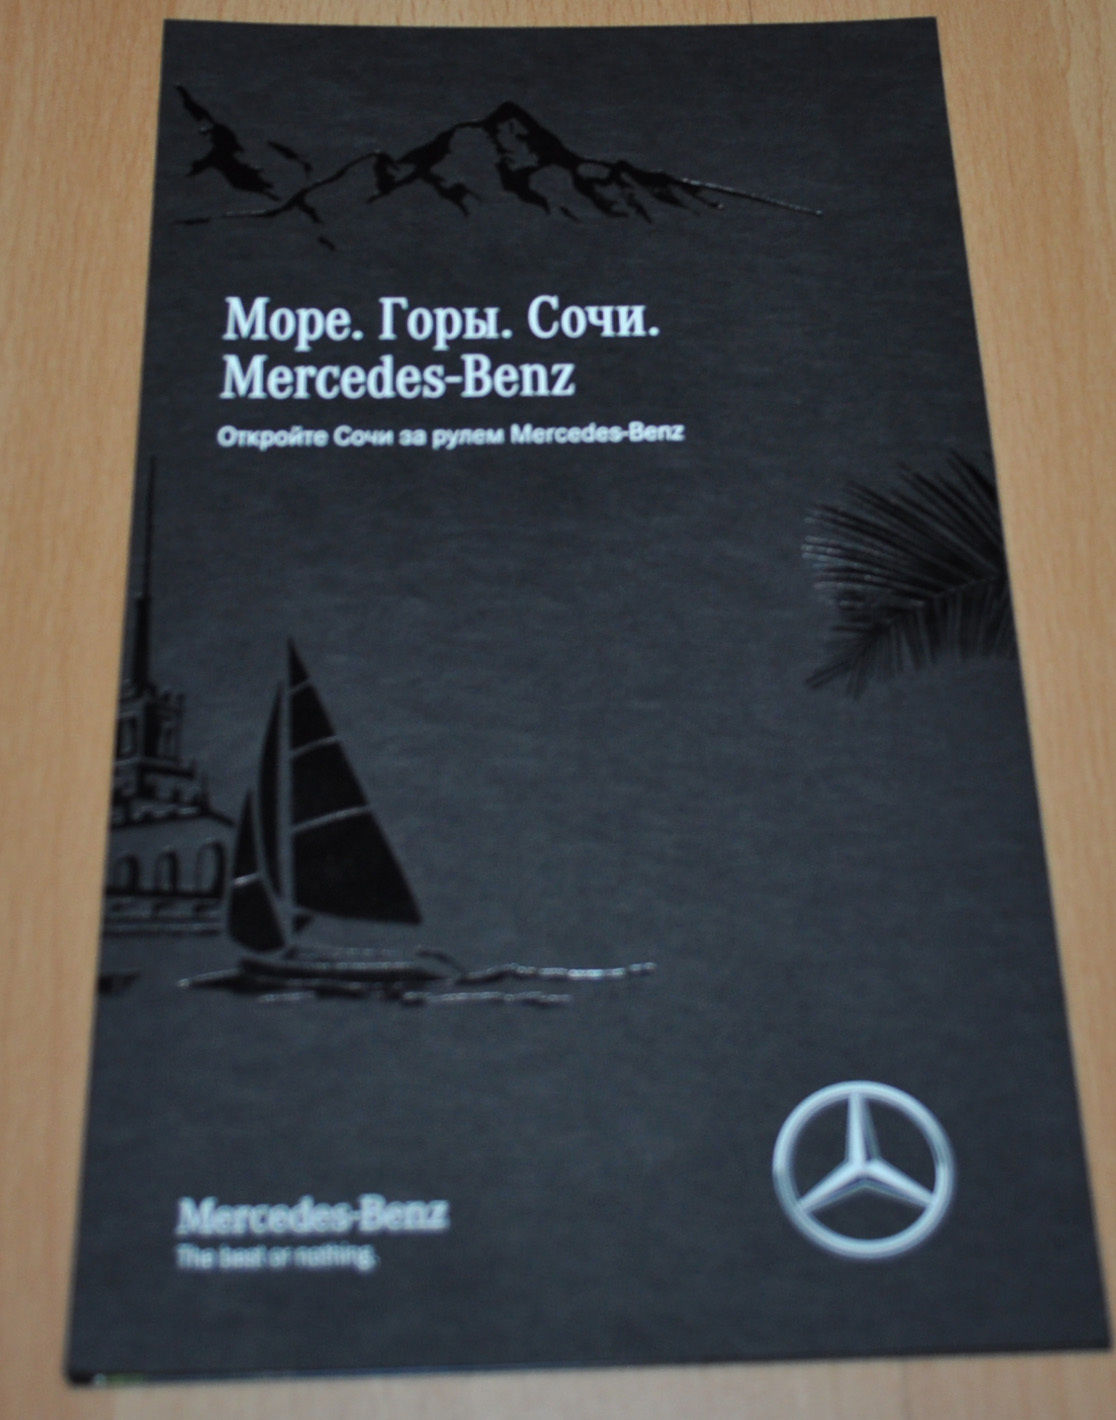 Море. Горы. Сочи.
Mercedes-Benz
Откройте Сочи за рулем Mercedes-Benz
Mercedes-Benz
The best or nothing.